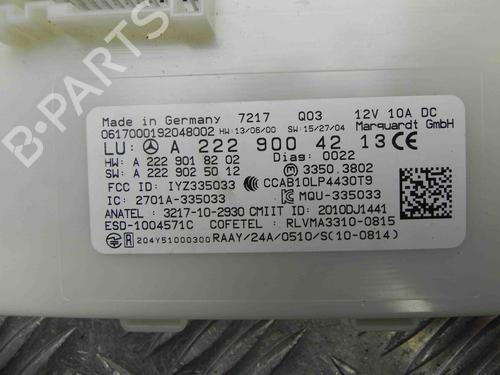 Made in Germany 7217 Q03 12V 10A DC
0617000192048002 HW:13/06/00 SW:15/27/04 Marquardt GmbH
LU: A 222 900 42 13 CE
HW: A 222 901 82 02 Diag: 0022
SW: A 222 902 50 12 3350.3802
FCC ID: IYZ335033 CCAB10LP4430T9
IC: 2701A-335033 MQU-335033
ANATEL : 3217-10-2930 CMIIT ID: 2010DJ1441
ESD-1004571C COFETEL : RLVMA3310-0815
R 204Y51000300 RAAY/24A/0510/S(10-0814)
B-PARTS